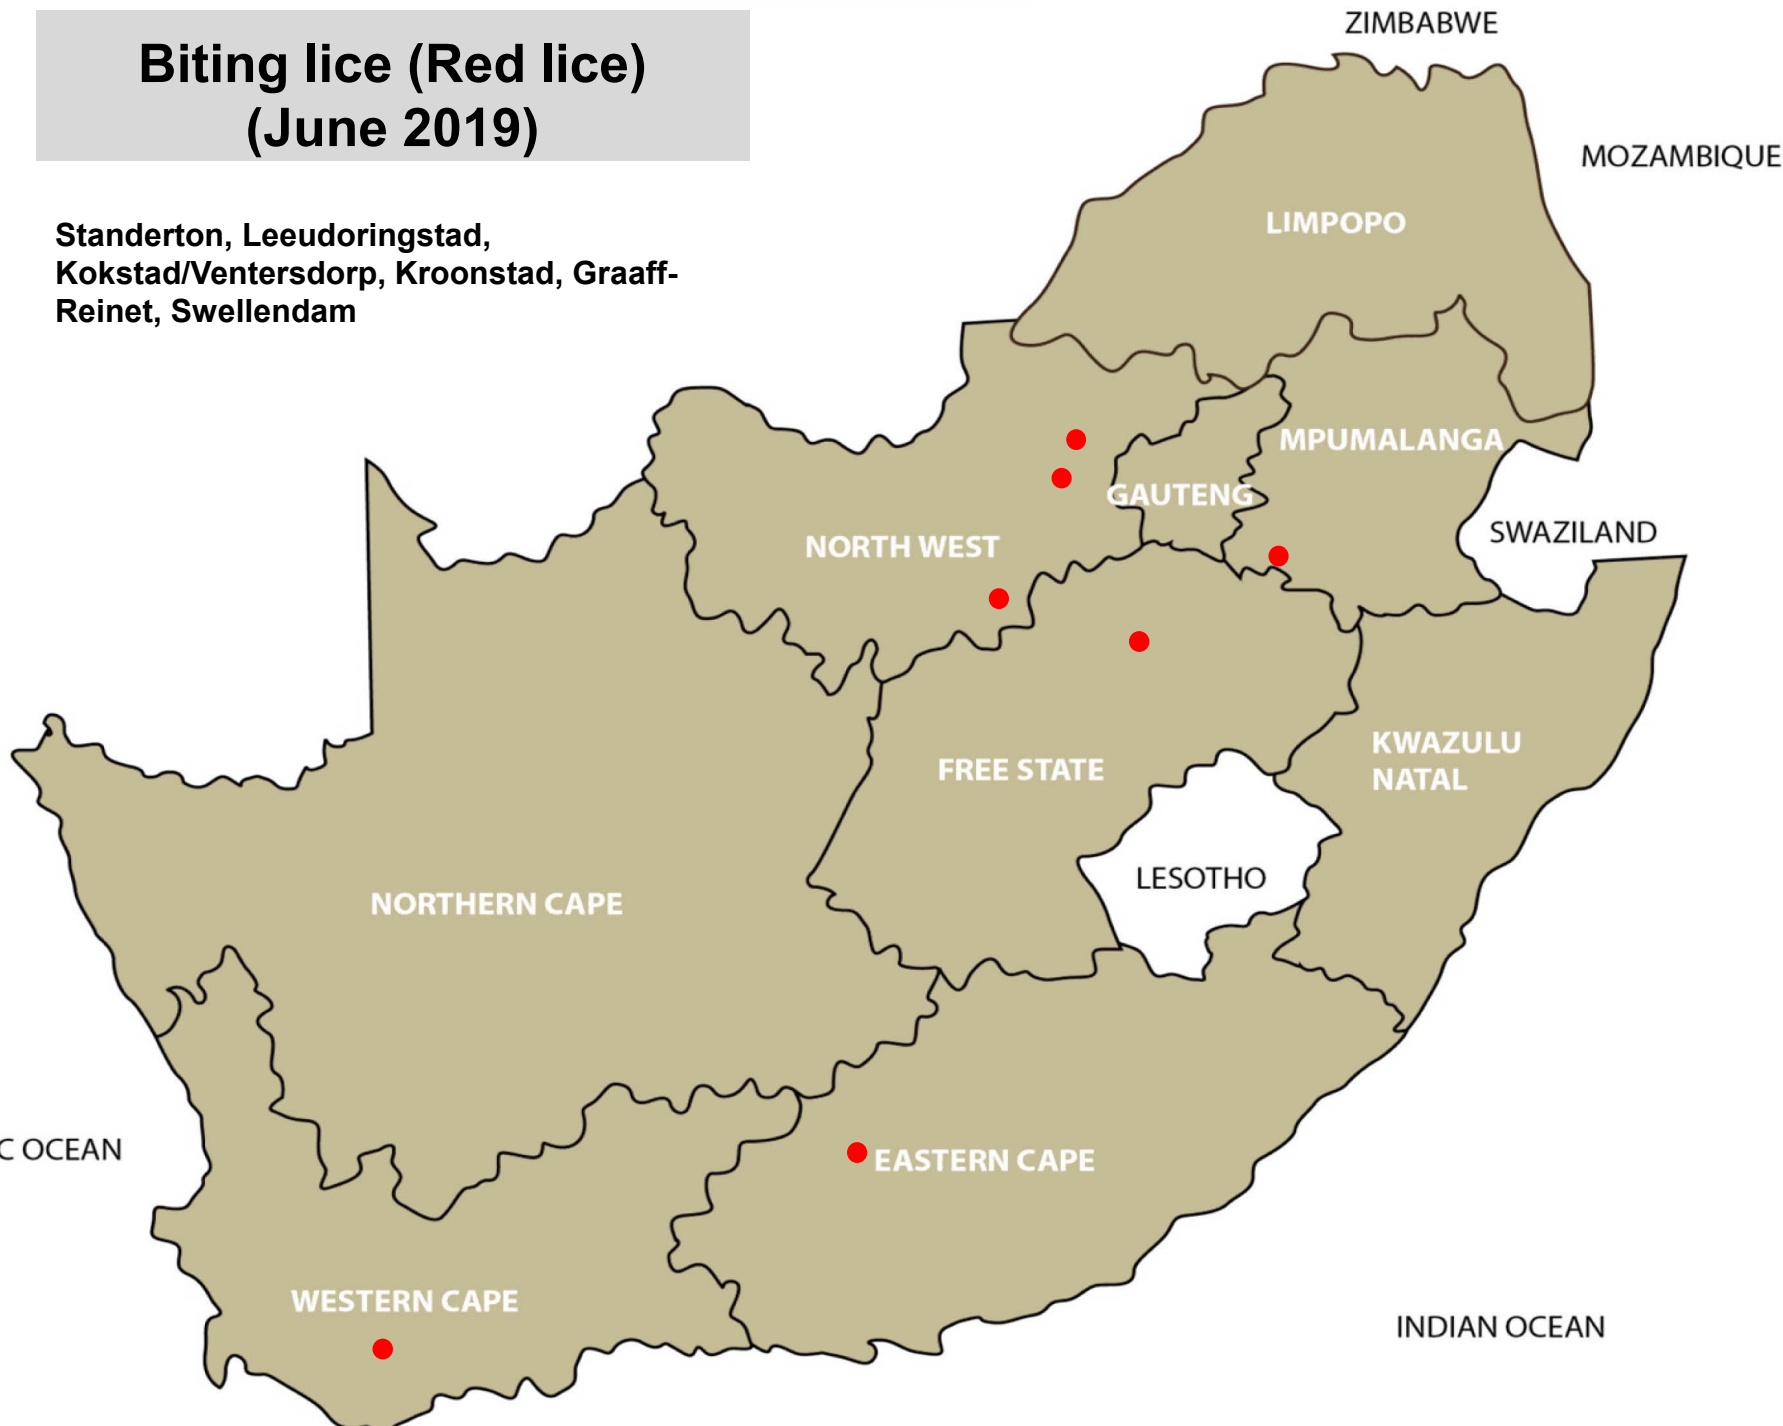 Biting lice (Red lice)
(June 2019)
Standerton, Leeudoringstad,
Kokstad/Ventersdorp, Kroonstad, Graaff-
Reinet, Swellendam
ZIMBABWE
MOZAMBIQUE
LIMPOPO
MPUMALANGA
GAUTENG
SWAZILAND
NORTH WEST
KWAZULU
NATAL
FREE STATE
LESOTHO
NORTHERN CAPE
C OCEAN
EASTERN CAPE
WESTERN CAPE
INDIAN OCEAN